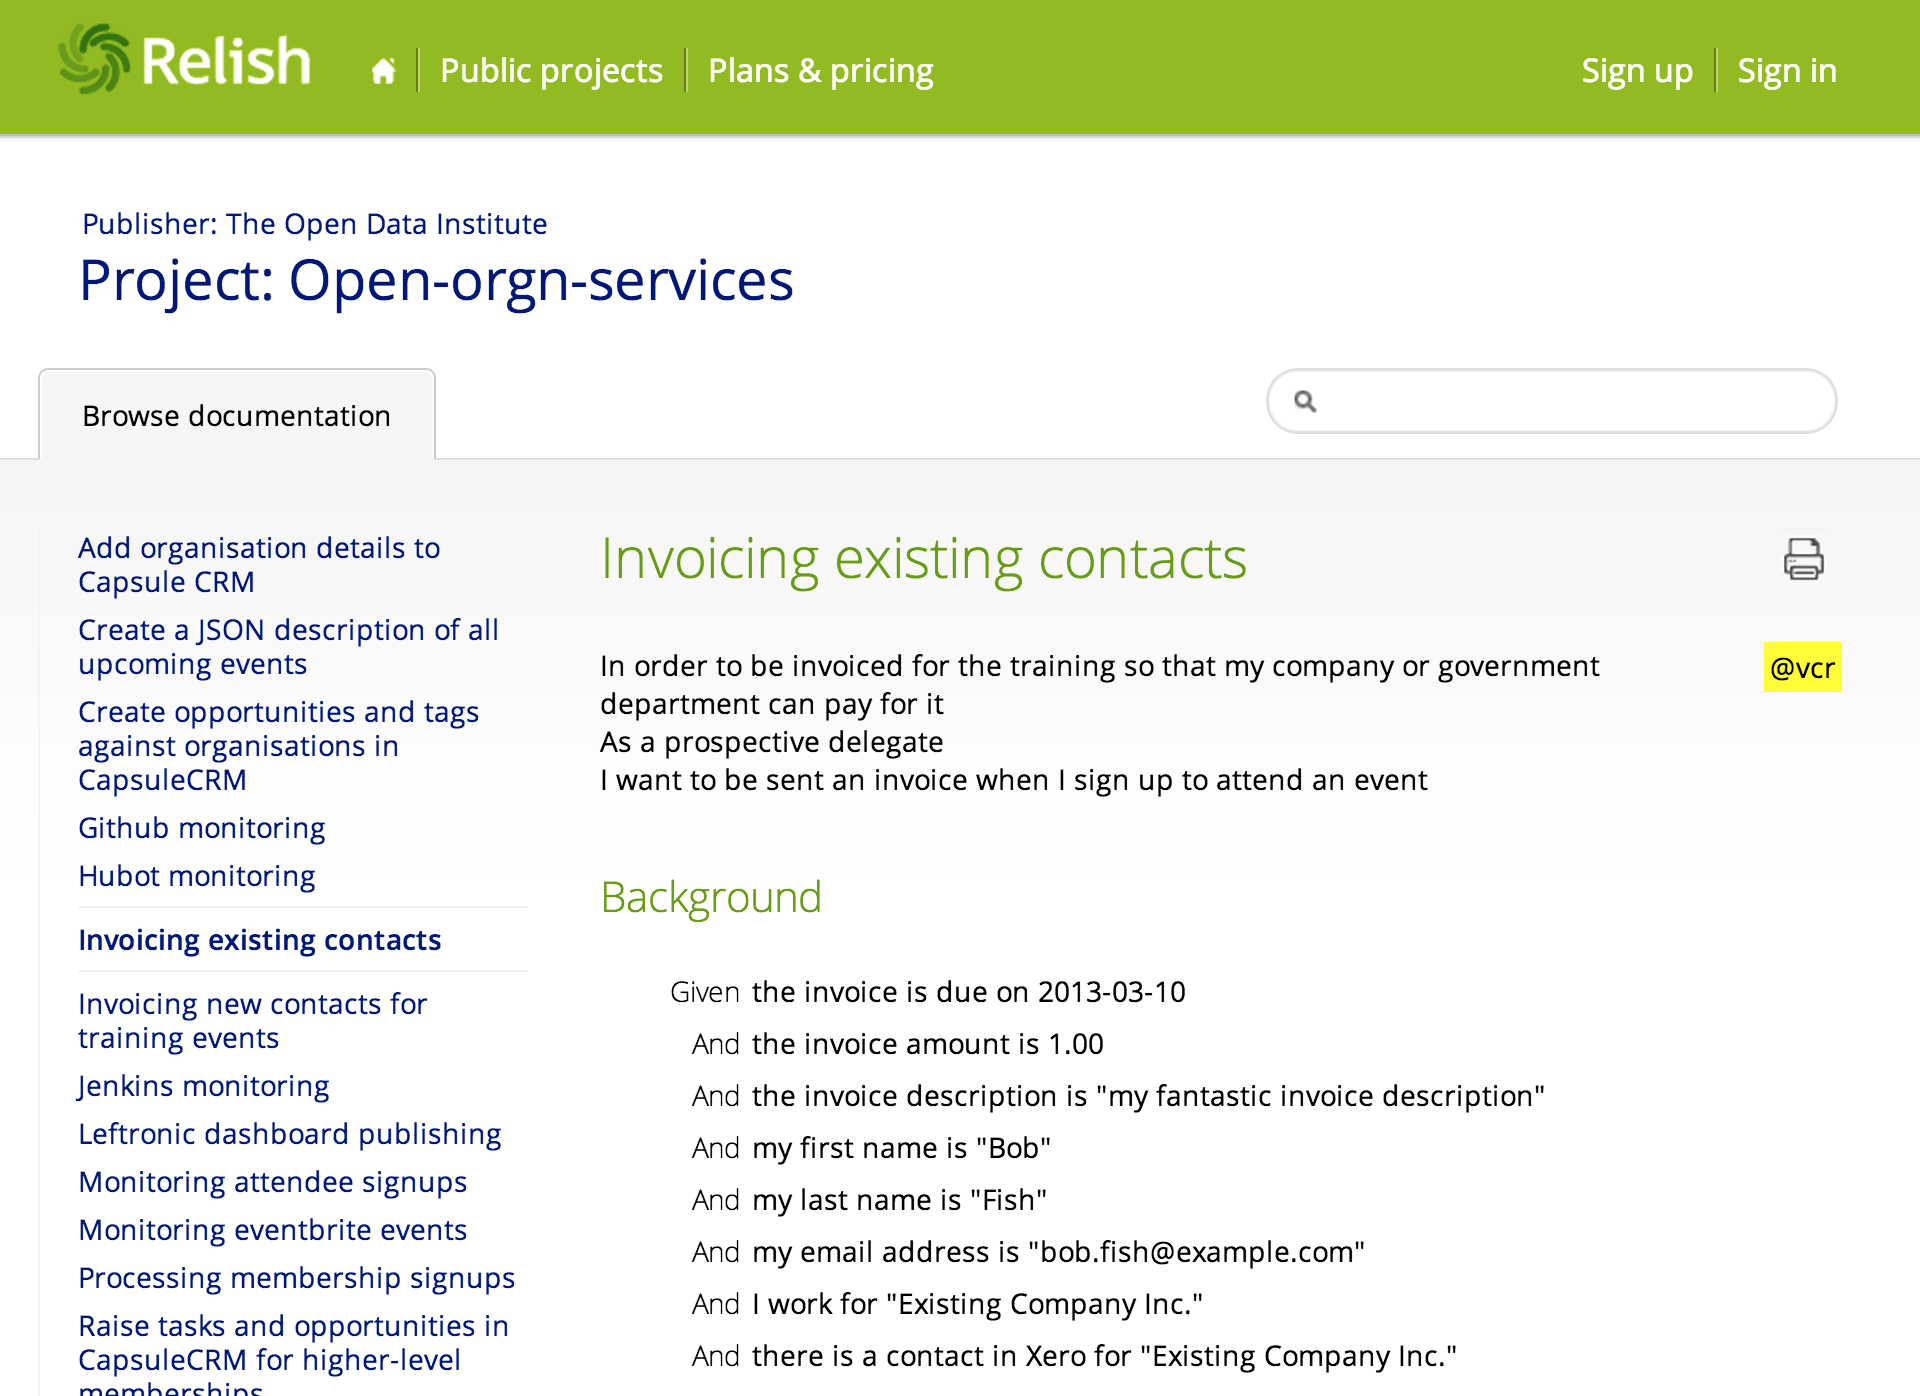 Relish
Public projects
Plans & pricing
Sign up
Sign in
Publisher: The Open Data Institute
Project: Open-orgn-services
Browse documentation
Add organisation details to
Capsule CRM
Create a JSON description of all
upcoming events
Create opportunities and tags
against organisations in
CapsuleCRM
Github monitoring
Hubot monitoring
Invoicing existing contacts
Invoicing new contacts for
training events
Jenkins monitoring
Leftronic dashboard publishing
Monitoring attendee signups
Monitoring eventbrite events
Processing membership signups
Raise tasks and opportunities in
CapsuleCRM for higher-level
memberships
Invoicing existing contacts
@vcr
In order to be invoiced for the training so that my company or government
department can pay for it
As a prospective delegate
I want to be sent an invoice when I sign up to attend an event
Background
Given the invoice is due on 2013-03-10
And the invoice amount is 1.00
And the invoice description is "my fantastic invoice description"
And my first name is "Bob"
And my last name is "Fish"
And my email address is "bob.fish@example.com"
And I work for "Existing Company Inc."
And there is a contact in Xero for "Existing Company Inc."